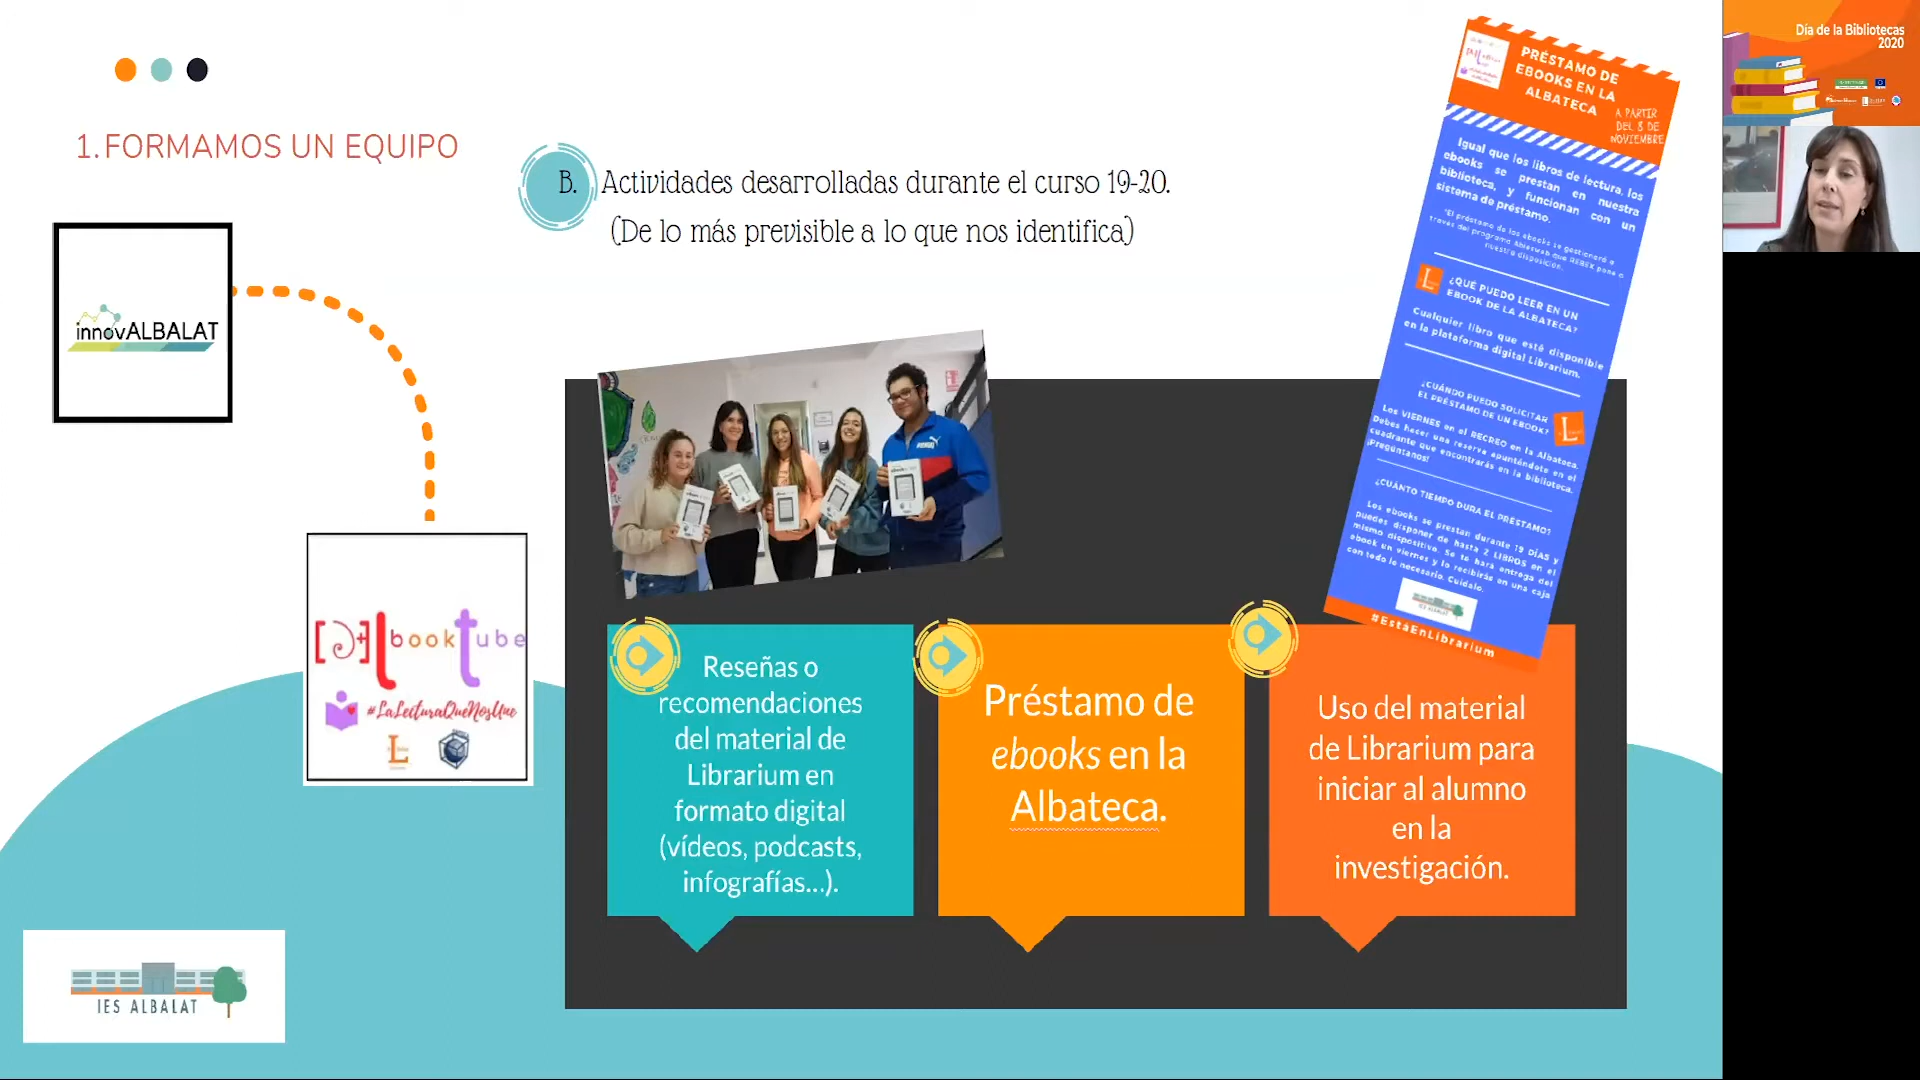 1. FORMAMOS UN EQUIPO
B. Actividades desarrolladas durante el curso 19-20.
(De lo más previsible a lo que nos identifica)
innovALBALAT
booktube
#LaLecturaQueNosUne
IES ALBALAT
Reseñas o
recomendaciones
del material de
Librarium en
formato digital
(vídeos, podcasts,
infografías...).
Préstamo de
ebooks en la
Albateca.
Uso del material
de Librarium para
iniciar al alumno
en la
investigación.
PRÉSTAMO DE
EBOOKS EN LA
ALBATECA
A PARTIR
DEL 8 DE
NOVIEMBRE
Igual que los libros de lectura, los
ebooks se prestan en nuestra
biblioteca, y funcionan con un
sistema de préstamo.
*El préstamo de los ebooks se gestionará a
través del programa Abiesweb que REBEX pone a
nuestra disposición.
¿QUÉ PUEDO LEER EN UN
EBOOK DE LA ALBATECA?
Cualquier libro que esté disponible
en la plataforma digital Librarium.
¿CUÁNDO PUEDO SOLICITAR
EL PRÉSTAMO DE UN EBOOK?
Los VIERNES en el RECREO en la Albateca.
Debes hacer una reserva apuntándote en el
cuadrante que encontrarás en la biblioteca.
¡Pregúntanos!
¿CUÁNTO TIEMPO DURA EL PRÉSTAMO?
Los ebooks se prestan durante 19 DÍAS y
puedes disponer de hasta 2 LIBROS en el
mismo dispositivo. Se te hará entrega del
ebook un viernes y lo recibirás en una caja
con todo lo necesario. Cuídalo.
IES ALBALAT
#EstáEnLibrarium
Día de la Bibliotecas
2020